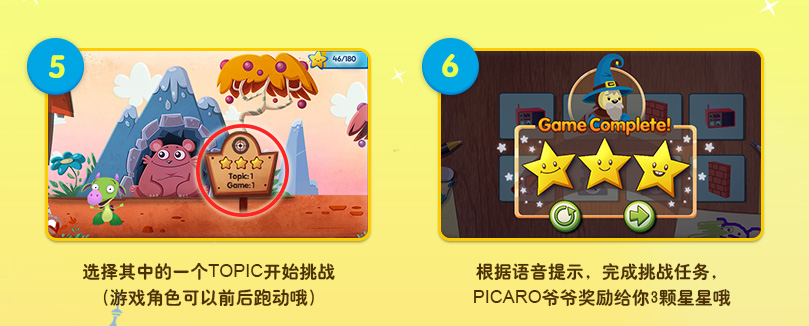 5
46/180
Topic: 1
Game: 1
选择其中的一个TOPIC开始挑战
（游戏角色可以前后跑动哦）
6
Game Complete!
根据语音提示，完成挑战任务，
PICARO爷爷奖励给你3颗星星哦